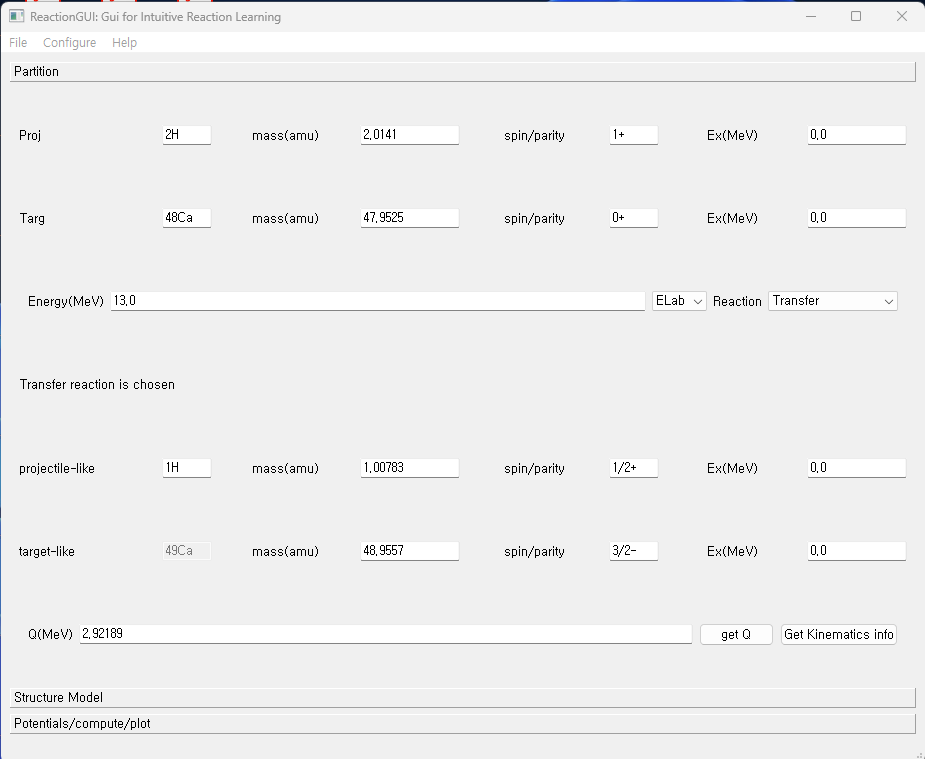 ReactionGUI: Gui for Intuitive Reaction Learning
File Configure Help
Partition
Proj 2H mass(amu) 2,0141 spin/parity 1+ Ex(MeV) 0,0
Targ 48Ca mass(amu) 47,9525 spin/parity 0+ Ex(MeV) 0,0
Energy(MeV) 13,0 ELab Reaction Transfer
Transfer reaction is chosen
projectile-like 1H mass(amu) 1,00783 spin/parity 1/2+ Ex(MeV) 0,0
target-like 49Ca mass(amu) 48,9557 spin/parity 3/2- Ex(MeV) 0,0
Q(MeV) 2,92189 get Q Get Kinematics info
Structure Model
Potentials/compute/plot